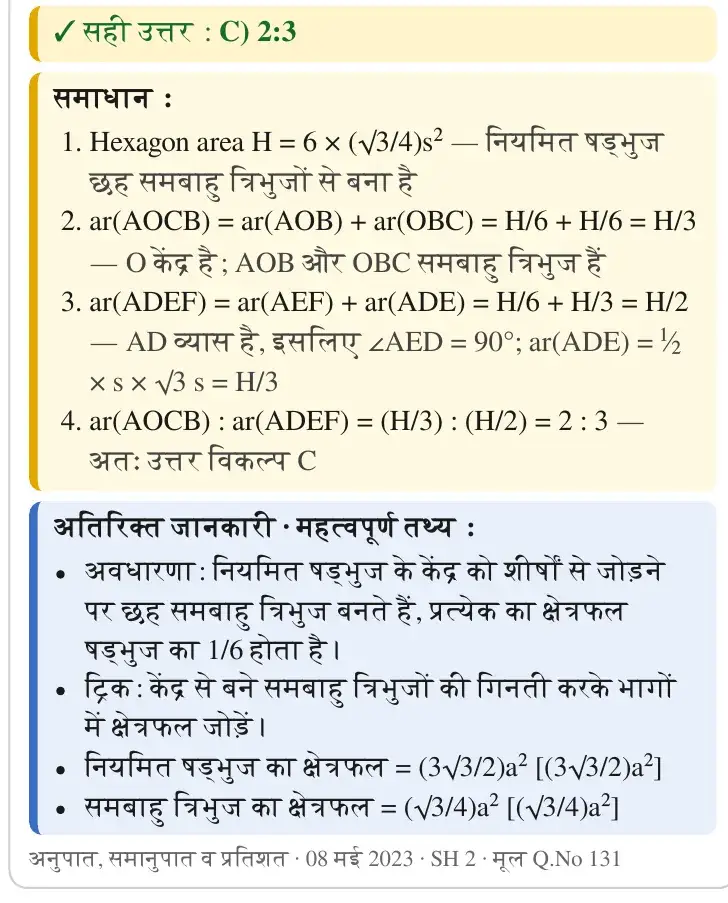 ✓ सही उत्तर : C) 2:3
समाधान :
1. Hexagon area H = 6 × (√3/4)s² — नियमित षड्भुज
छह समबाहु त्रिभुजों से बना है
2. ar(AOCB) = ar(AOB) + ar(OBC) = H/6 + H/6 = H/3
— O केंद्र है ; AOB और OBC समबाहु त्रिभुज हैं
3. ar(ADEF) = ar(AEF) + ar(ADE) = H/6 + H/3 = H/2
— AD व्यास है, इसलिए ∠AED = 90°; ar(ADE) = ½
× s × √3 s = H/3
4. ar(AOCB) : ar(ADEF) = (H/3) : (H/2) = 2 : 3 —
अतः उत्तर विकल्प C
अतिरिक्त जानकारी · महत्वपूर्ण तथ्य :
• अवधारणा : नियमित षड्भुज के केंद्र को शीर्षों से जोड़ने
पर छह समबाहु त्रिभुज बनते हैं, प्रत्येक का क्षेत्रफल
षड्भुज का 1/6 होता है।
• ट्रिक : केंद्र से बने समबाहु त्रिभुजों की गिनती करके भागों
में क्षेत्रफल जोड़ें।
• नियमित षड्भुज का क्षेत्रफल = (3√3/2)a² [(3√3/2)a²]
• समबाहु त्रिभुज का क्षेत्रफल = (√3/4)a² [(√3/4)a²]
अनुपात, समानुपात व प्रतिशत · 08 मई 2023 · SH 2 · मूल Q.No 131